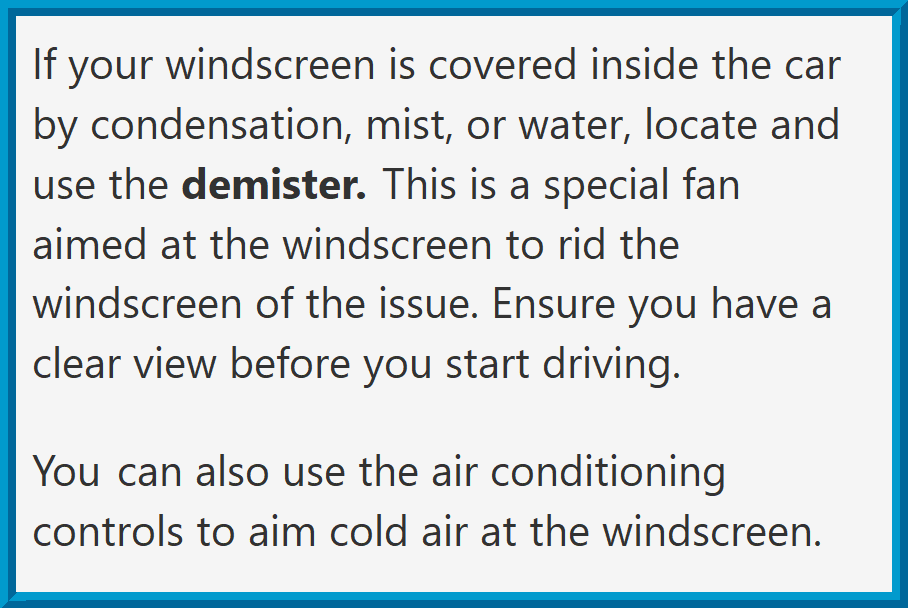 If your windscreen is covered inside the car
by condensation, mist, or water, locate and
use the demister. This is a special fan
aimed at the windscreen to rid the
windscreen of the issue. Ensure you have a
clear view before you start driving.
You can also use the air conditioning
controls to aim cold air at the windscreen.